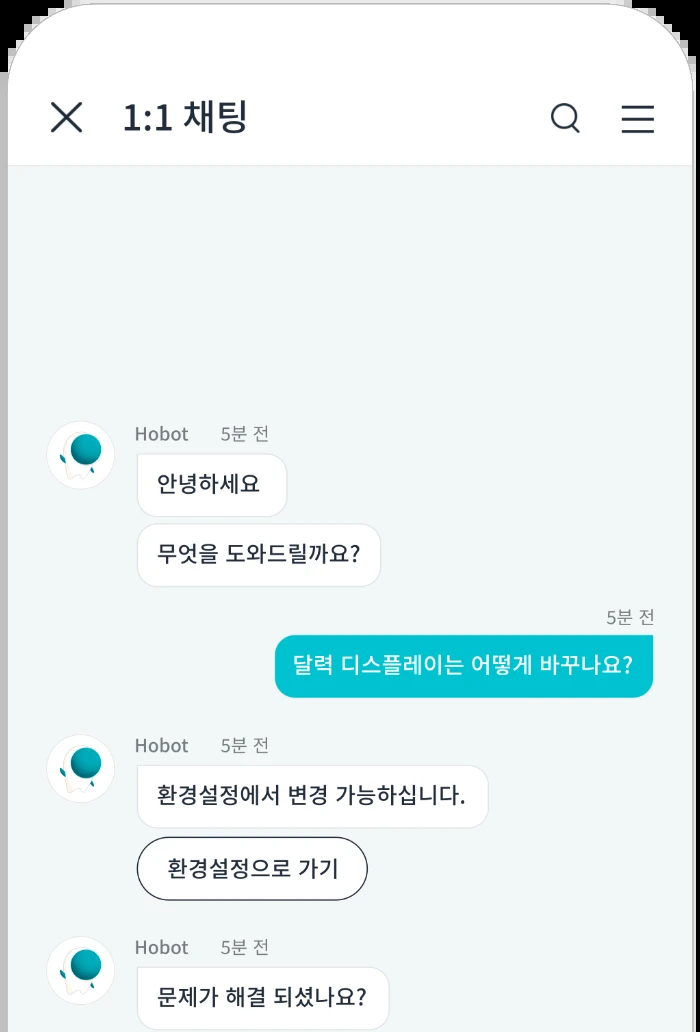 1:1 채팅
Hobot 5분 전
안녕하세요
무엇을 도와드릴까요?
5분 전
달력 디스플레이는 어떻게 바꾸나요?
Hobot 5분 전
환경설정에서 변경 가능하십니다.
환경설정으로 가기
Hobot 5분 전
문제가 해결 되셨나요?